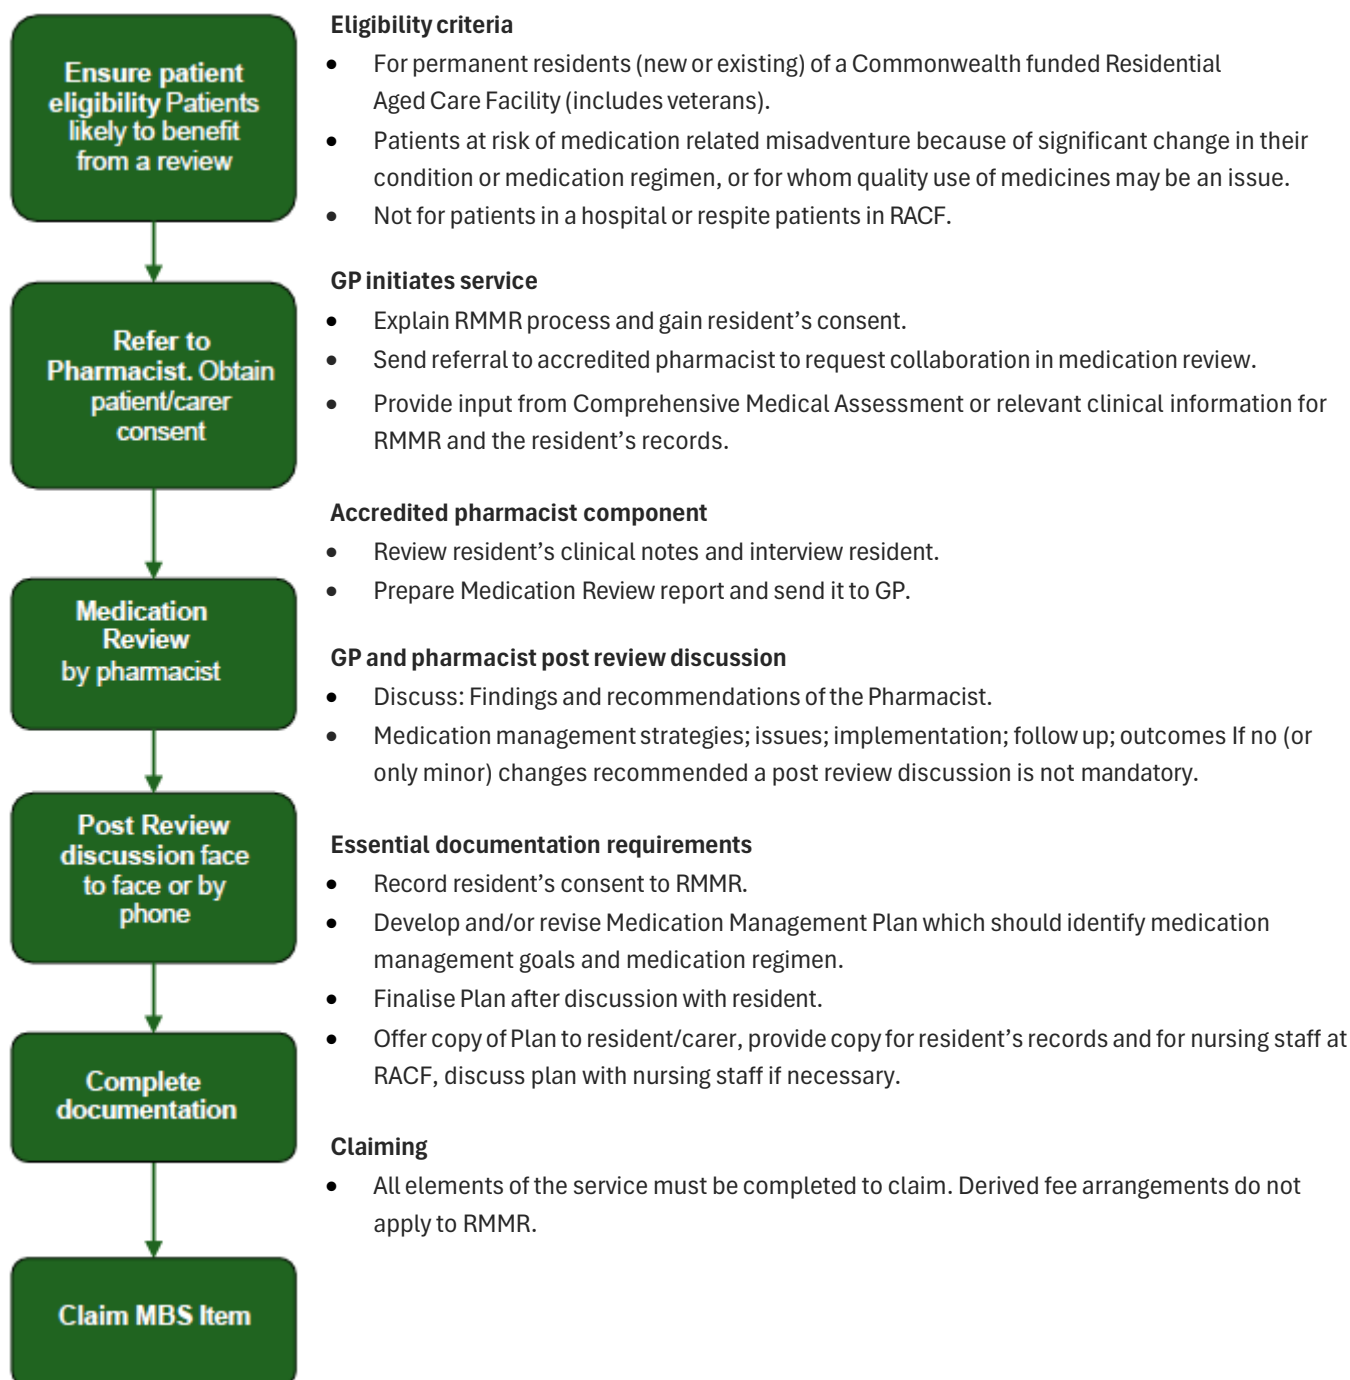 Ensure patient
eligibility Patients
likely to benefit
from a review
Eligibility criteria
• For permanent residents (new or existing) of a Commonwealth funded Residential
Aged Care Facility (includes veterans).
• Patients at risk of medication related misadventure because of significant change in their
condition or medication regimen, or for whom quality use of medicines may be an issue.
• Not for patients in a hospital or respite patients in RACF.
Refer to
Pharmacist. Obtain
patient/carer
consent
GP initiates service
• Explain RMMR process and gain resident’s consent.
• Send referral to accredited pharmacist to request collaboration in medication review.
• Provide input from Comprehensive Medical Assessment or relevant clinical information for
RMMR and the resident’s records.
Medication
Review
by pharmacist
Accredited pharmacist component
• Review resident’s clinical notes and interview resident.
• Prepare Medication Review report and send it to GP.
Post Review
discussion face
to face or by
phone
GP and pharmacist post review discussion
• Discuss: Findings and recommendations of the Pharmacist.
• Medication management strategies; issues; implementation; follow up; outcomes If no (or
only minor) changes recommended a post review discussion is not mandatory.
Complete
documentation
Essential documentation requirements
• Record resident’s consent to RMMR.
• Develop and/or revise Medication Management Plan which should identify medication
management goals and medication regimen.
• Finalise Plan after discussion with resident.
• Offer copy of Plan to resident/carer, provide copy for resident’s records and for nursing staff at
RACF, discuss plan with nursing staff if necessary.
Claim MBS Item
Claiming
• All elements of the service must be completed to claim. Derived fee arrangements do not
apply to RMMR.